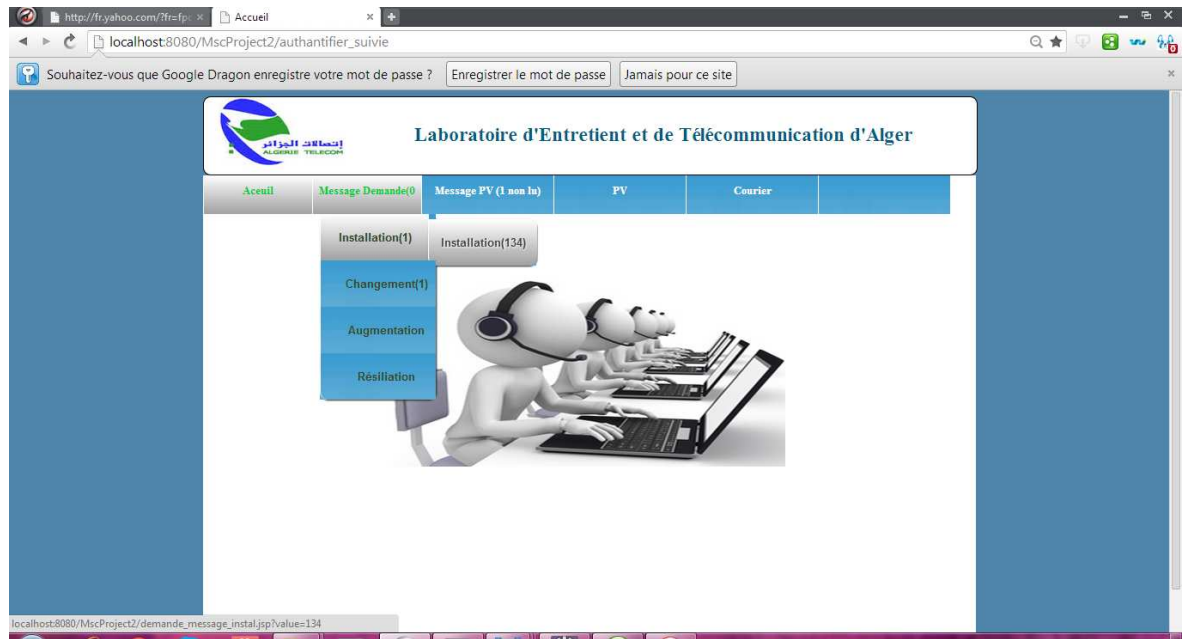 http://fr.yahoo.com/?fr=fpc
Accueil
localhost:8080/MscProject2/authantifier_suivie
Souhaitez-vous que Google Dragon enregistre votre mot de passe ?
Enregistrer le mot de passe
Jamais pour ce site
إتصالات الجزائر
ALGERIE TELECOM
Laboratoire d'Entretient et de Télécommunication d'Alger
Aceuil
Message Demande(0
Message PV (1 non lu)
PV
Courier
Installation(1)
Installation(134)
Changement(1)
Augmentation
Résiliation
localhost:8080/MscProject2/demande_message_instal.jsp?value=134